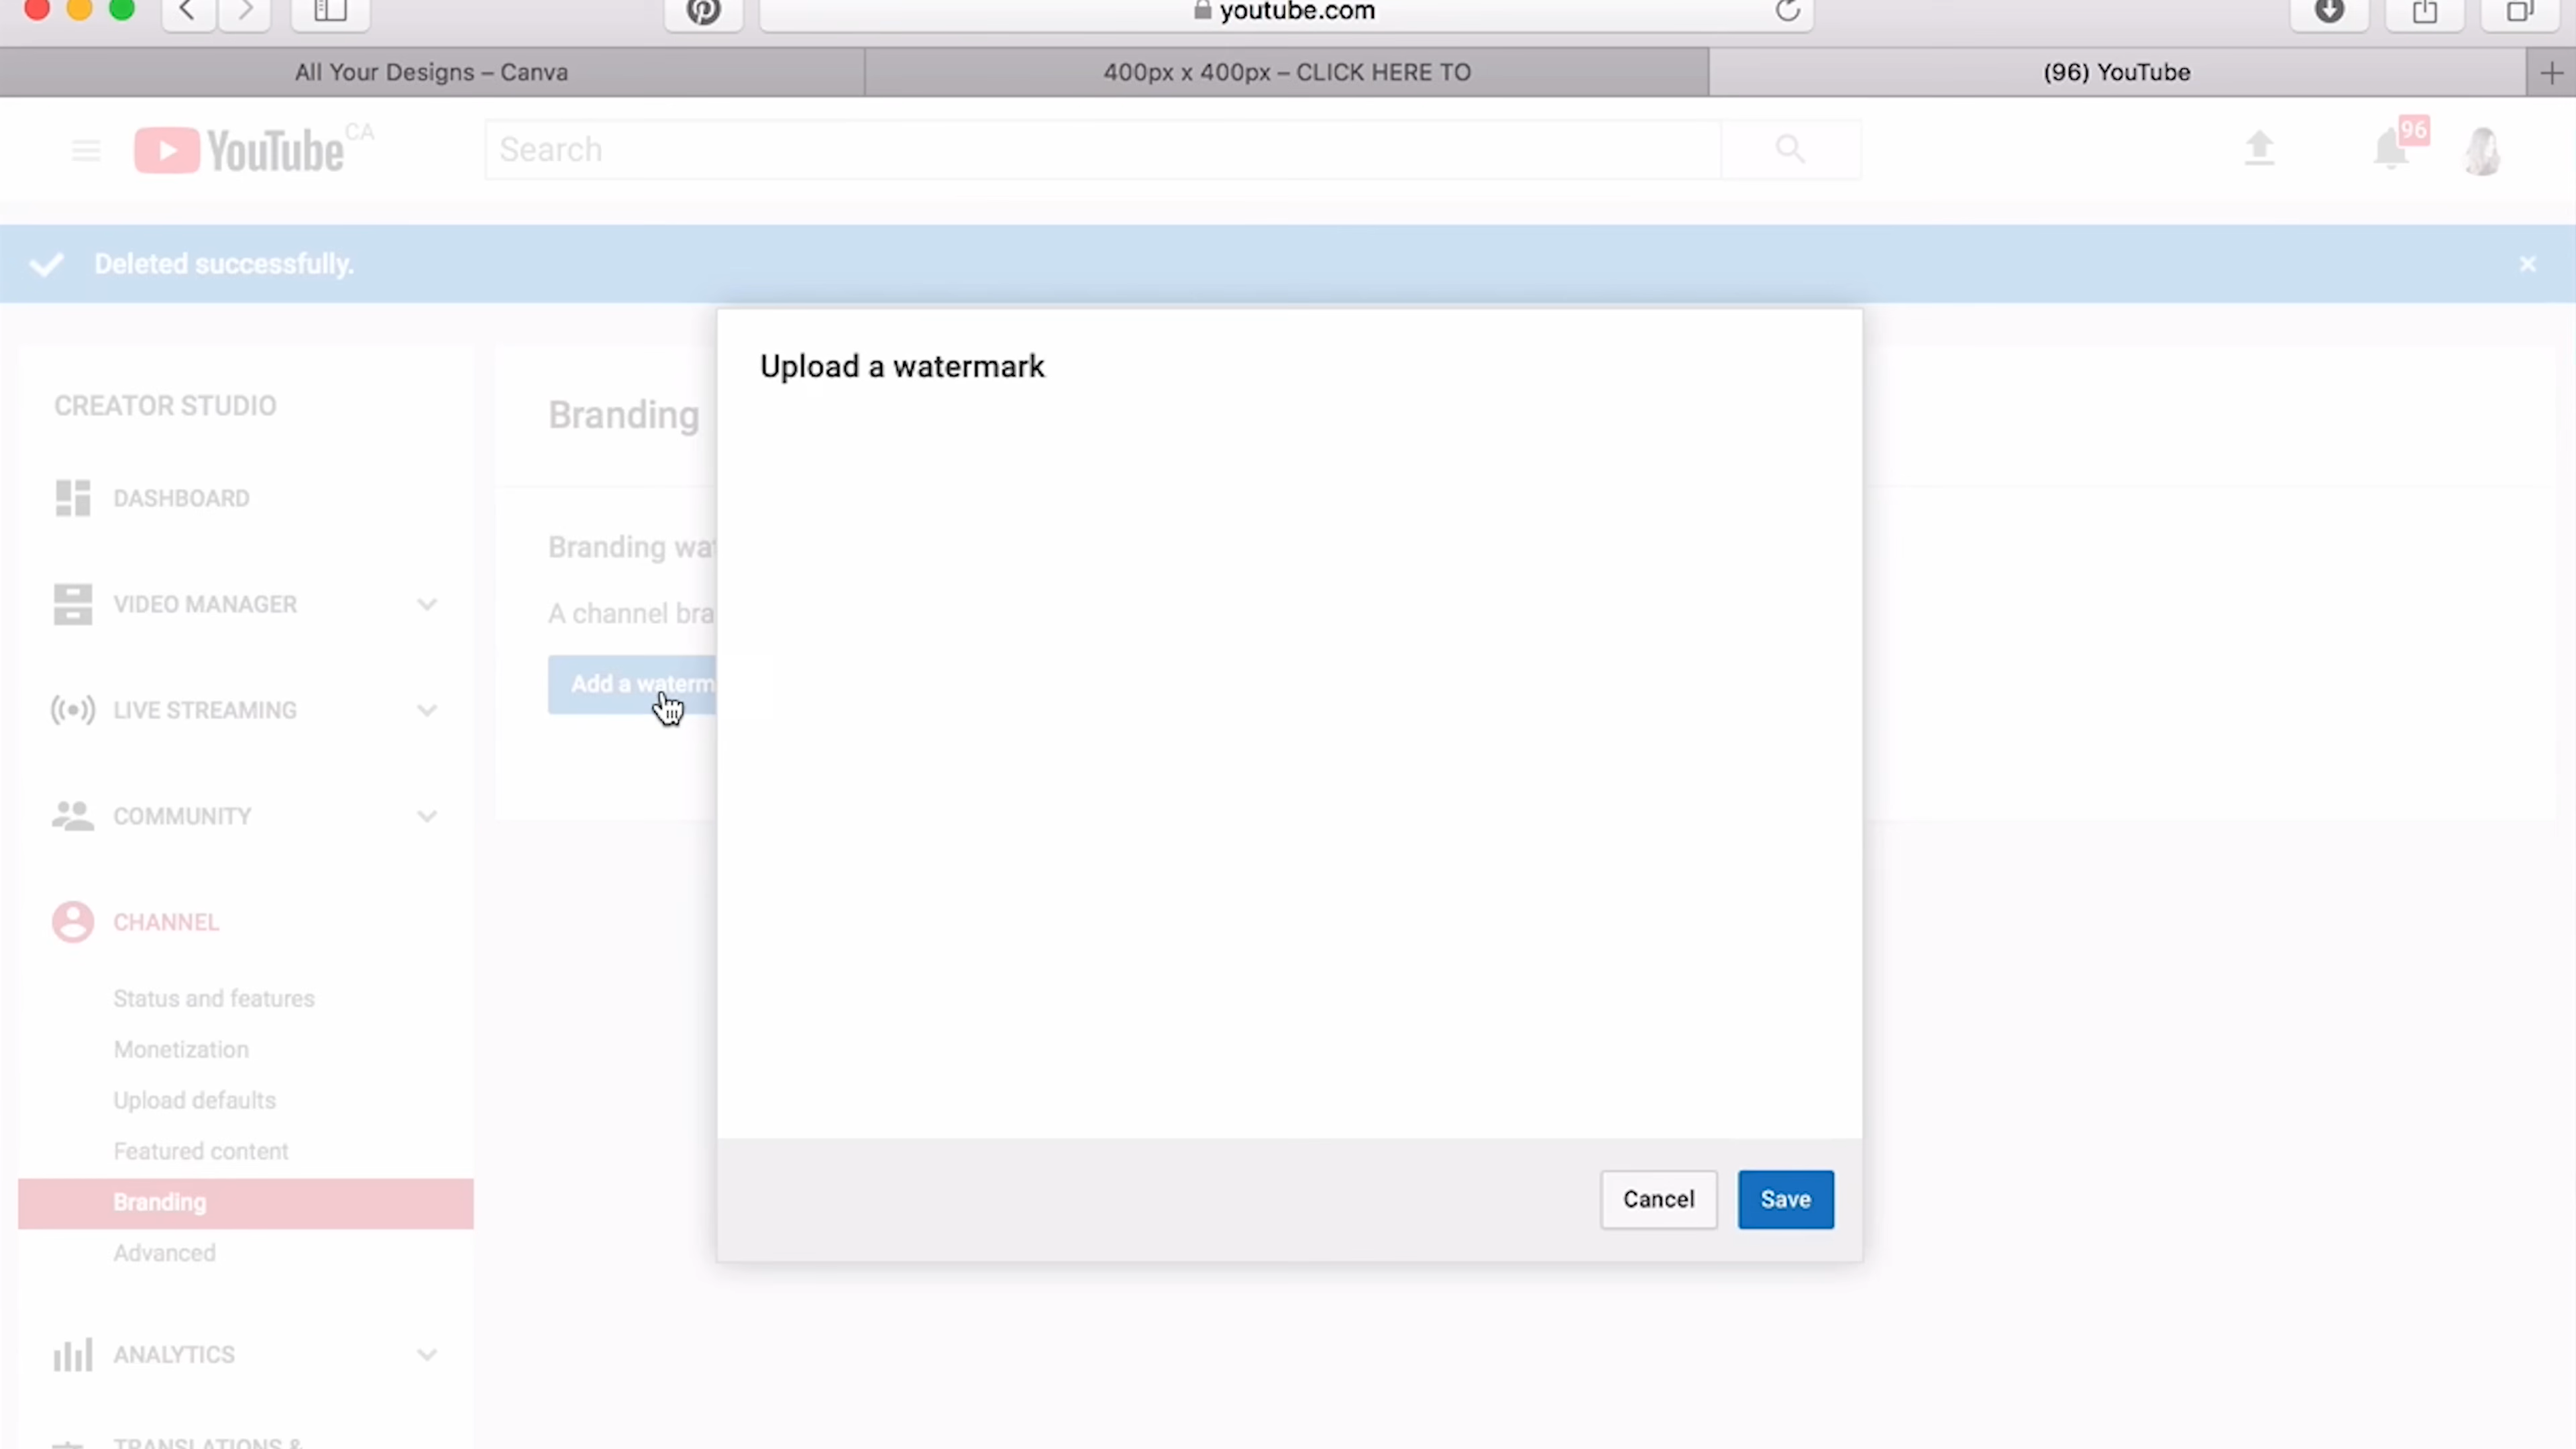 youtube.com
All Your Designs – Canva
400px x 400px – CLICK HERE TO
(96) YouTube
YouTube CA
Search
96
Deleted successfully.
Upload a watermark
CREATOR STUDIO
Branding
DASHBOARD
Branding wa
VIDEO MANAGER
A channel bra
Add a waterm
LIVE STREAMING
COMMUNITY
CHANNEL
Status and features
Monetization
Upload defaults
Featured content
Branding
Cancel
Save
Advanced
ANALYTICS
TRANSLATIONS &